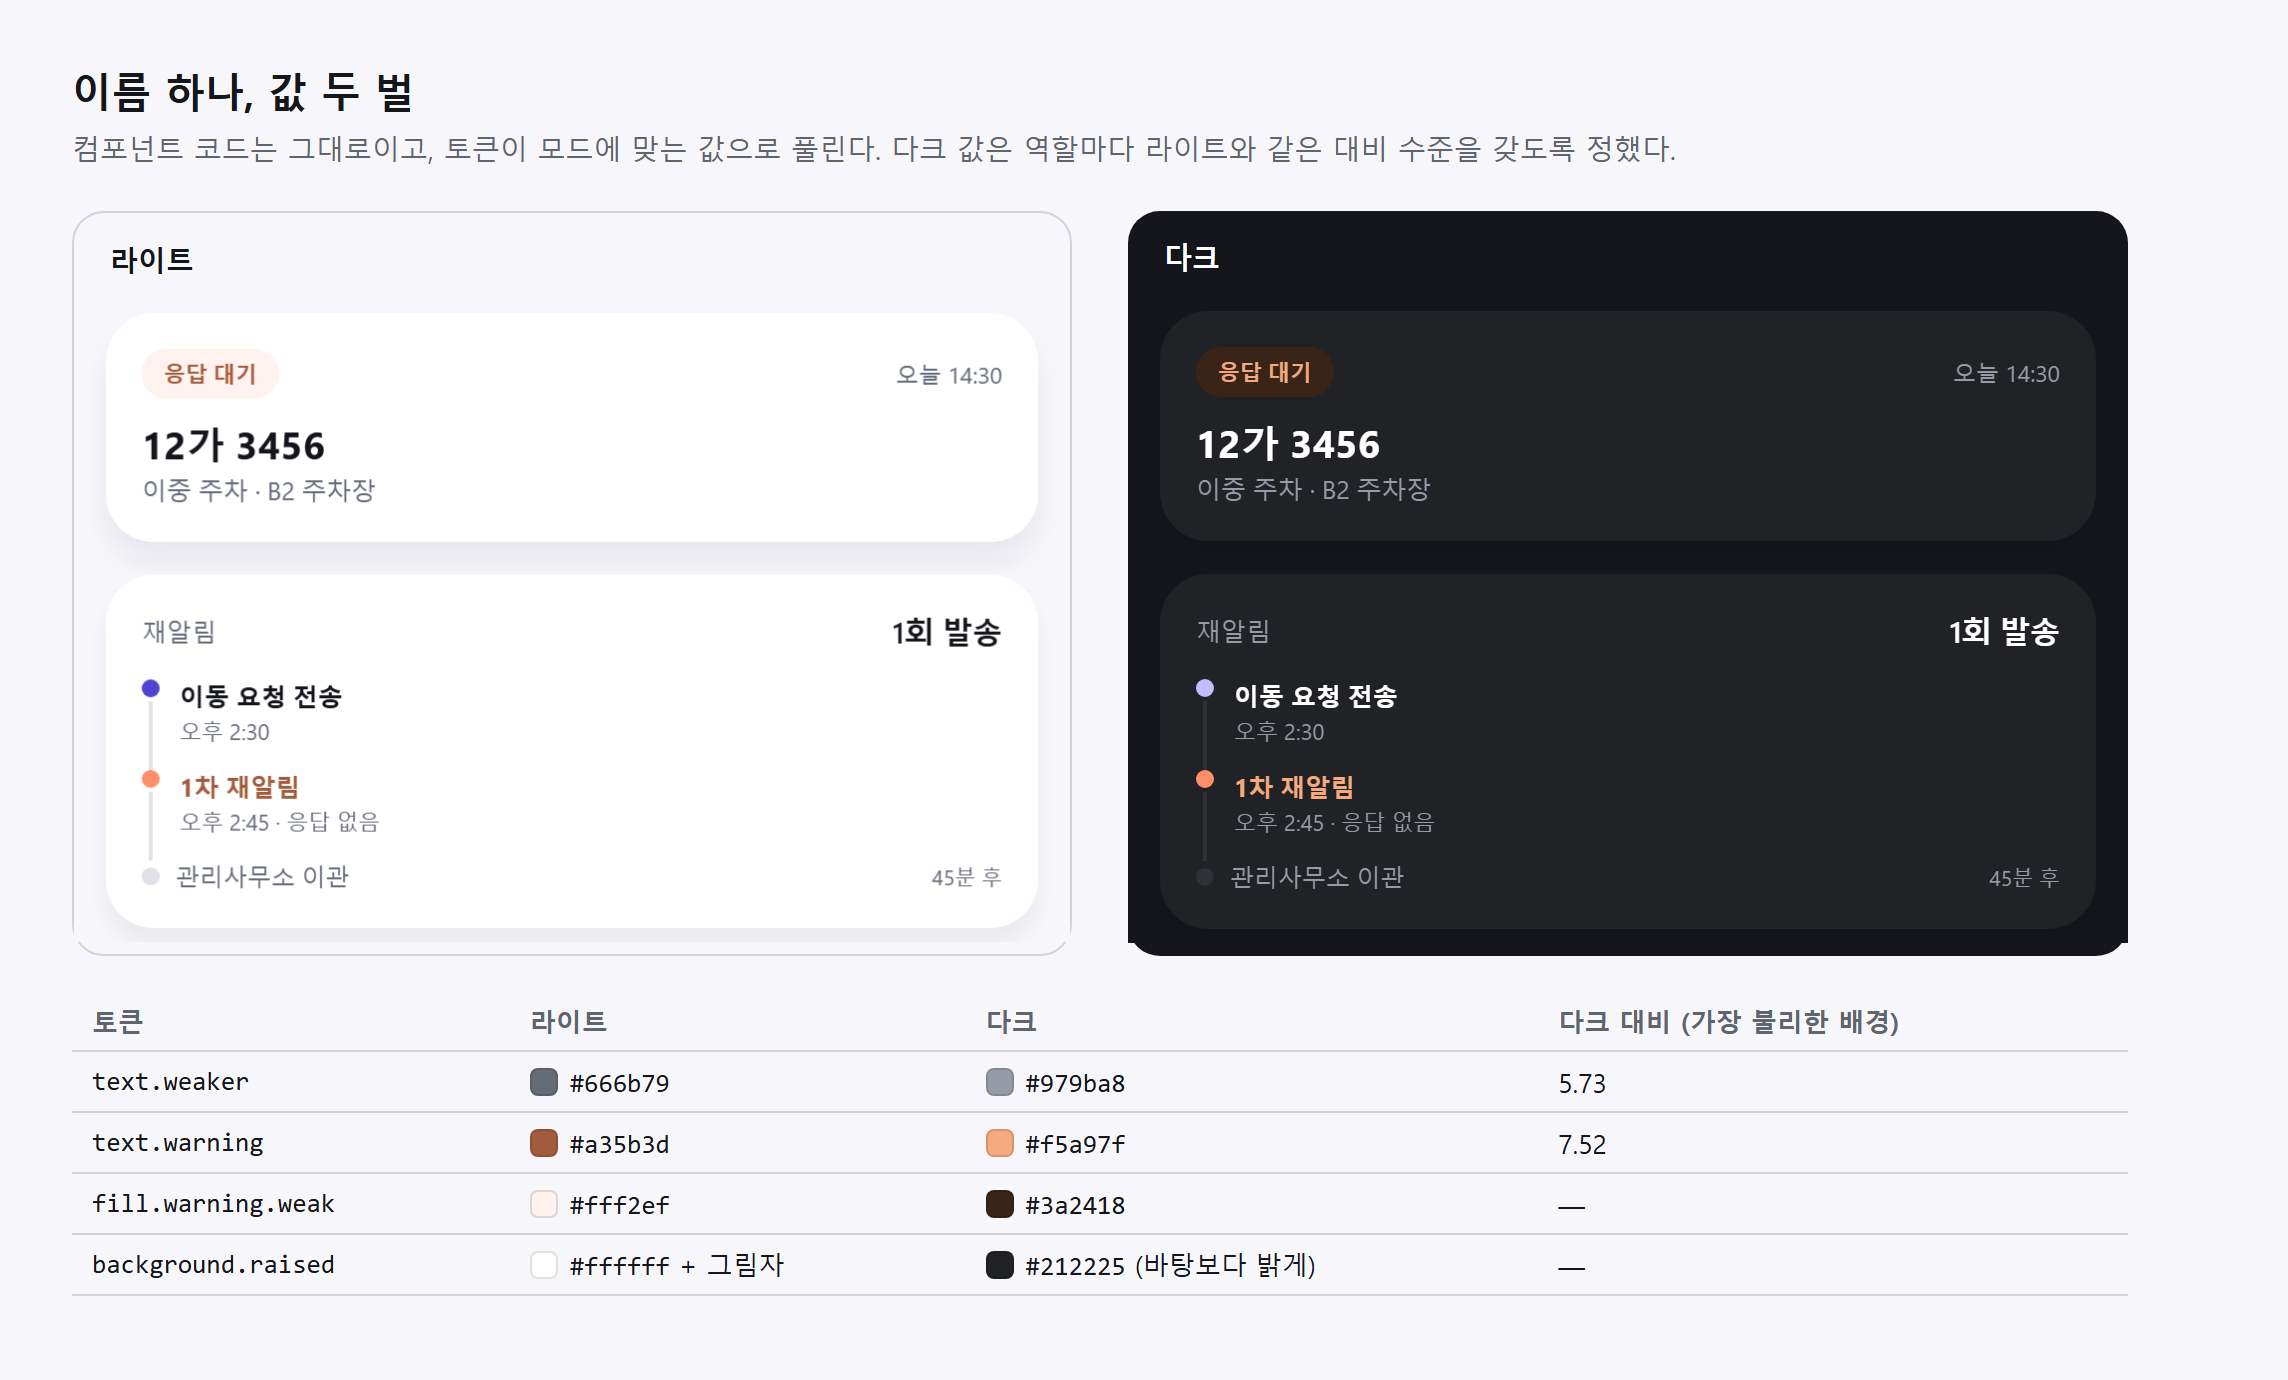 이름 하나, 값 두 벌
컴포넌트 코드는 그대로이고, 토큰이 모드에 맞는 값으로 풀린다. 다크 값은 역할마다 라이트와 같은 대비 수준을 갖도록 정했다.
라이트
응답 대기
오늘 14:30
12가 3456
이중 주차 · B2 주차장
재알림
1회 발송
이동 요청 전송
오후 2:30
1차 재알림
오후 2:45 · 응답 없음
관리사무소 이관
45분 후
다크
응답 대기
오늘 14:30
12가 3456
이중 주차 · B2 주차장
재알림
1회 발송
이동 요청 전송
오후 2:30
1차 재알림
오후 2:45 · 응답 없음
관리사무소 이관
45분 후
토큰 라이트 다크 다크 대비 (가장 불리한 배경)
text.weaker #666b79 #979ba8 5.73
text.warning #a35b3d #f5a97f 7.52
fill.warning.weak #fff2ef #3a2418 —
background.raised #ffffff + 그림자 #212225 (바탕보다 밝게) —